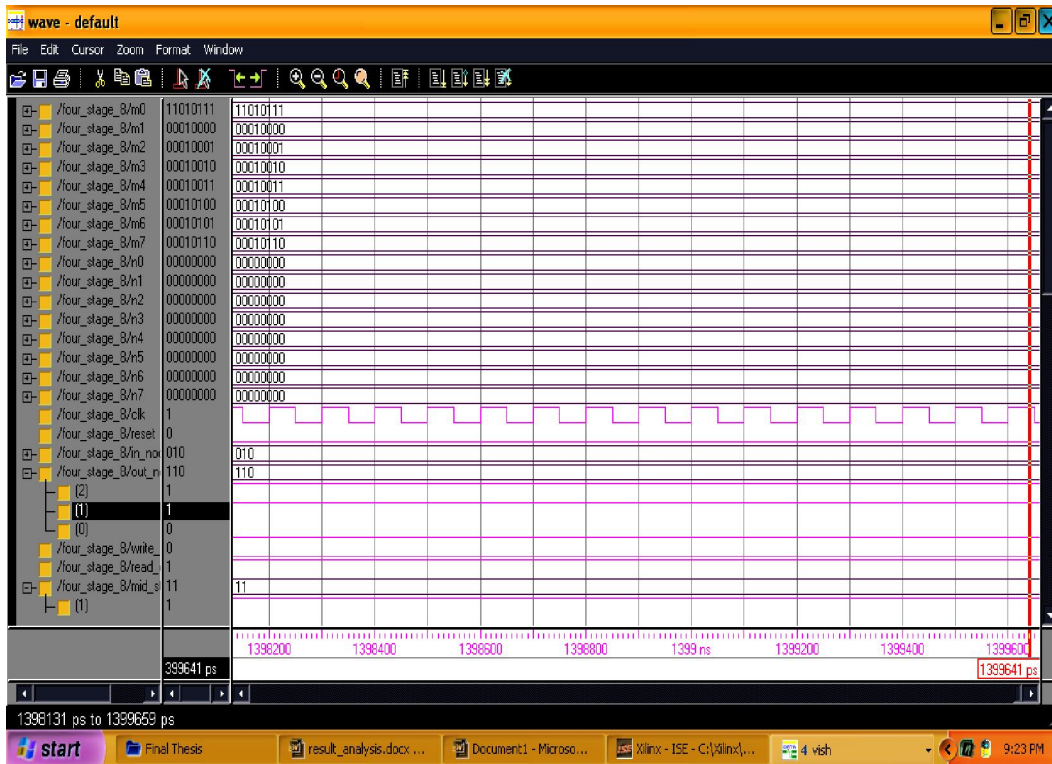 wave - default
File Edit Cursor Zoom Format Window
/four_stage_8/m0 11010111 11010111
/four_stage_8/m1 00010000 00010000
/four_stage_8/m2 00010001 00010001
/four_stage_8/m3 00010010 00010010
/four_stage_8/m4 00010011 00010011
/four_stage_8/m5 00010100 00010100
/four_stage_8/m6 00010101 00010101
/four_stage_8/m7 00010110 00010110
/four_stage_8/n0 00000000 00000000
/four_stage_8/n1 00000000 00000000
/four_stage_8/n2 00000000 00000000
/four_stage_8/n3 00000000 00000000
/four_stage_8/n4 00000000 00000000
/four_stage_8/n5 00000000 00000000
/four_stage_8/n6 00000000 00000000
/four_stage_8/n7 00000000 00000000
/four_stage_8/clk 1
/four_stage_8/reset 0
/four_stage_8/in_no 010 010
/four_stage_8/out_n 110 110
(2) 1
(1) 1
(0) 0
/four_stage_8/write_ 0
/four_stage_8/read_ 1
/four_stage_8/mid_s 11 11
(1) 1
1398200 1398400 1398600 1398800 1399 ns 1399200 1399400 1399600
399641 ps 1399641 ps
1398131 ps to 1399659 ps
start Final Thesis result_analysis.docx ... Document1 - Microso... Xilinx - ISE - C:\Xilinx\... 4 vish 9:23 PM